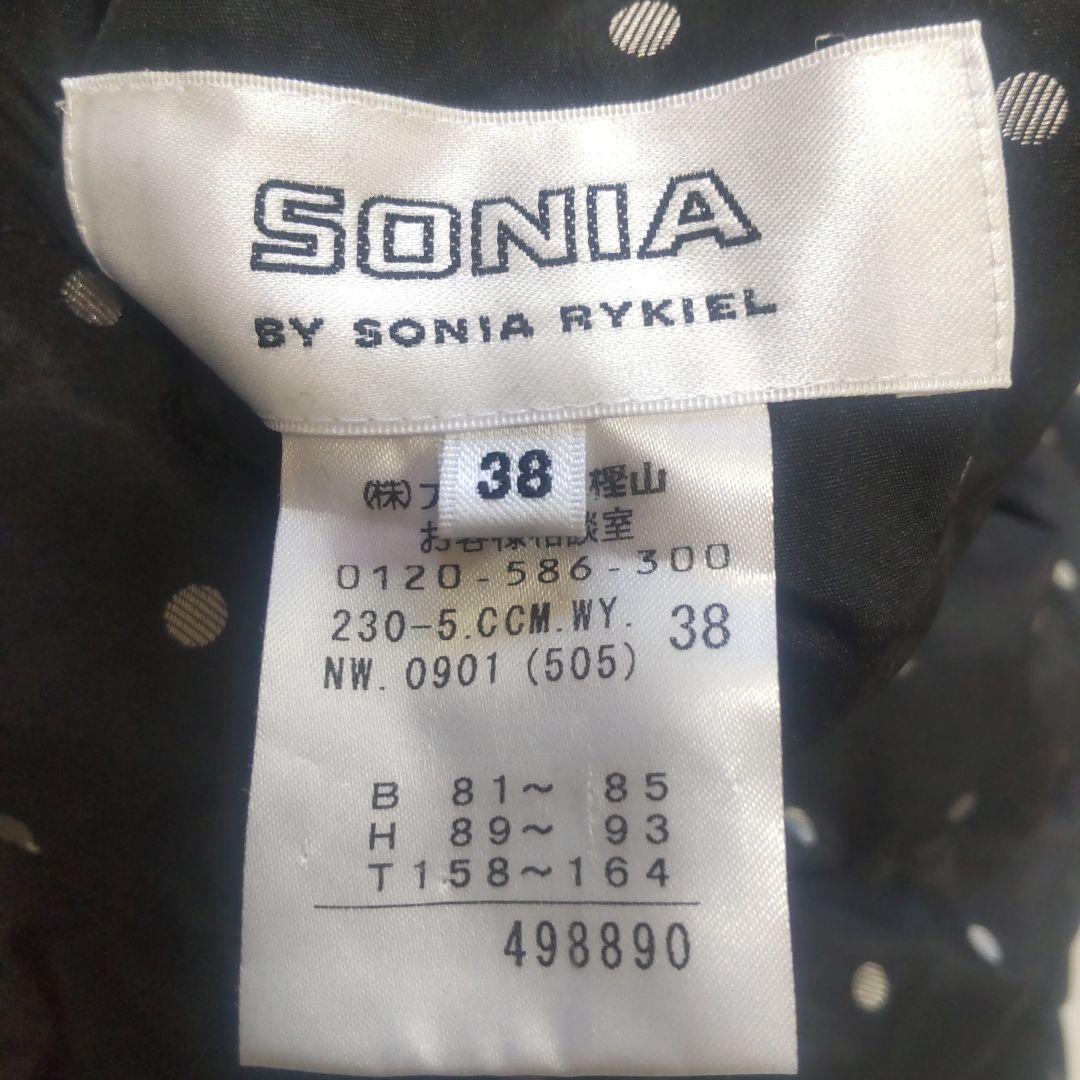 SONIA
BY SONIA RYKIEL
38
(株) 樫山
お客様相談室
0120-586-300
230-5.CCM.WY.
38
NW. 0901 (505)
B 81~ 85
H 89~ 93
T158~164
498890